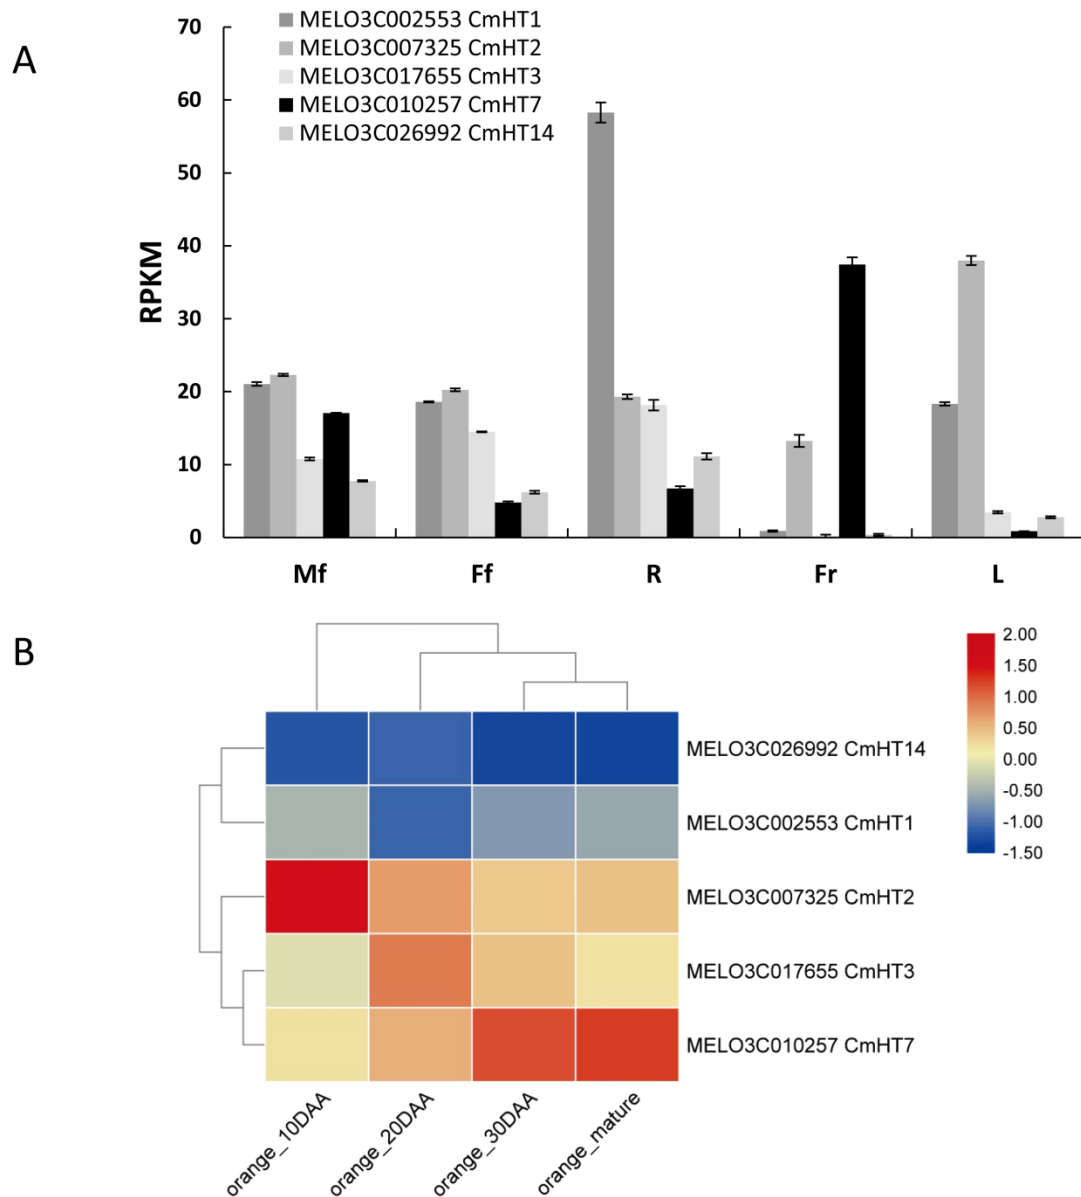 A
MELO3C002553 CmHT1
MELO3C007325 CmHT2
MELO3C017655 CmHT3
MELO3C010257 CmHT7
MELO3C026992 CmHT14
RPKM
70
60
50
40
30
20
10
0
Mf Ff R Fr L
B
2.00
1.50
1.00
0.50
0.00
-0.50
-1.00
-1.50
MELO3C026992 CmHT14
MELO3C002553 CmHT1
MELO3C007325 CmHT2
MELO3C017655 CmHT3
MELO3C010257 CmHT7
orange_10DAA
orange_20DAA
orange_30DAA
orange_mature